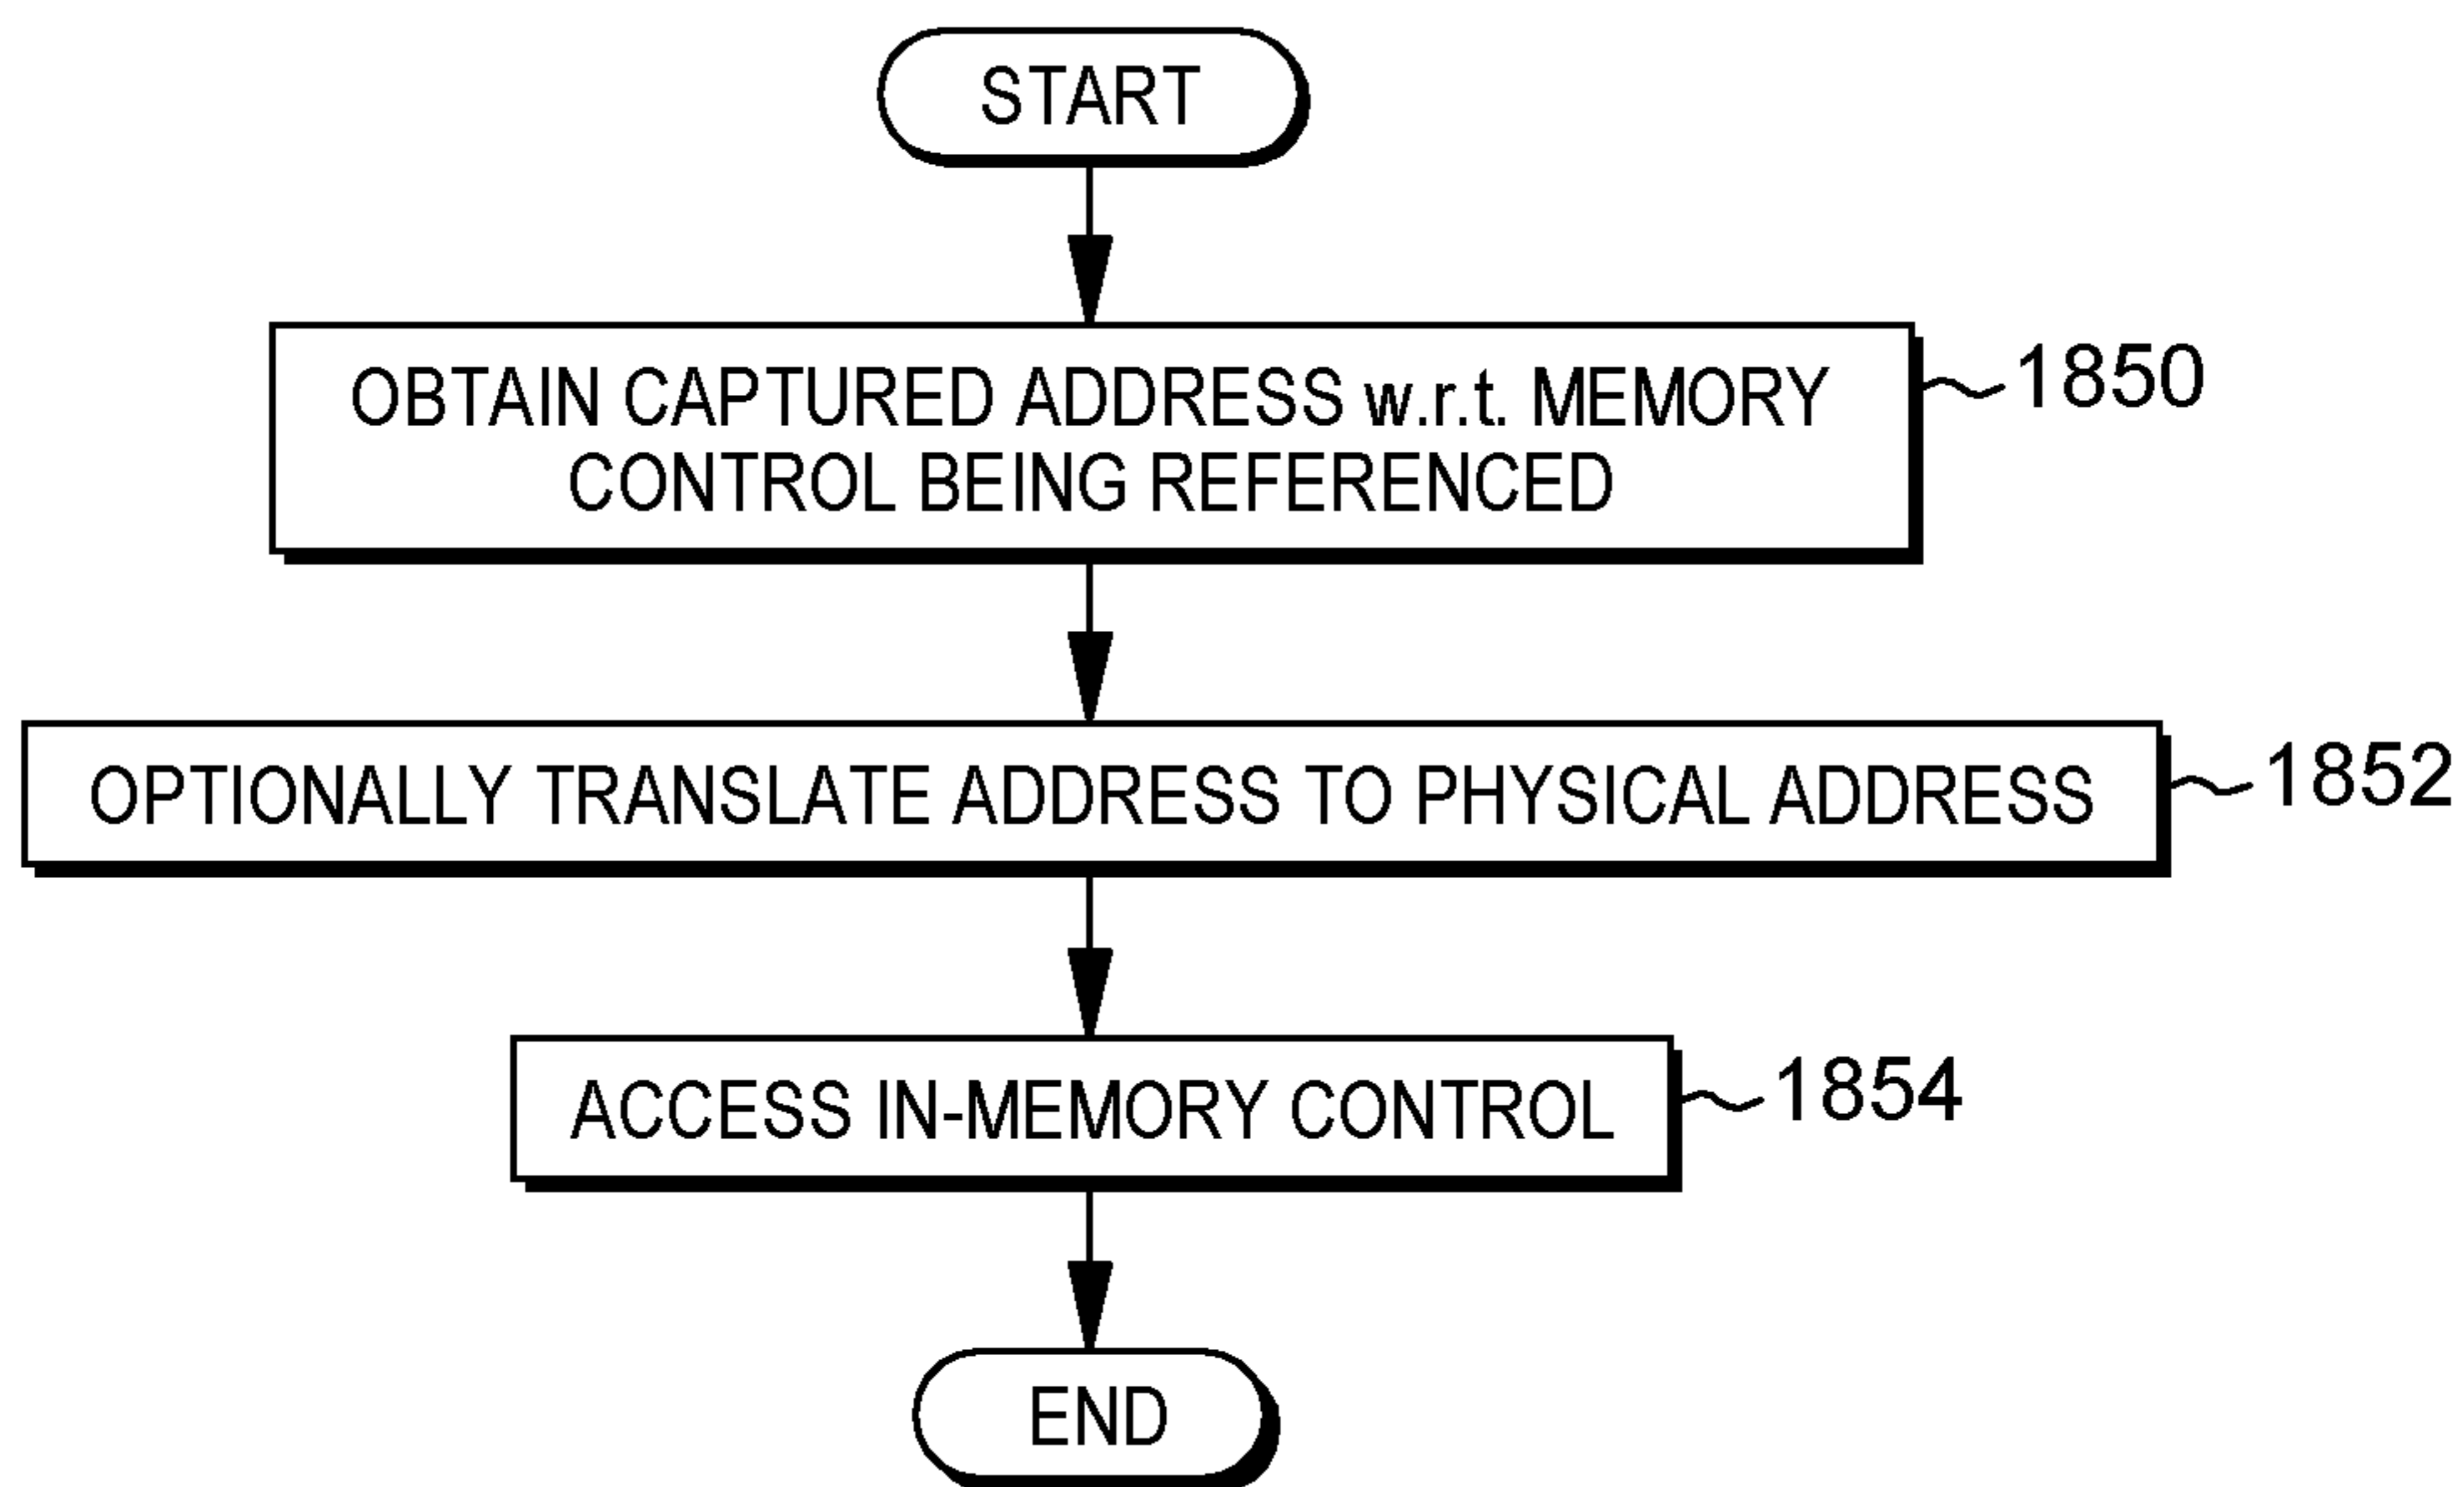 START
OBTAIN CAPTURED ADDRESS w.r.t. MEMORY
CONTROL BEING REFERENCED
1850
OPTIONALLY TRANSLATE ADDRESS TO PHYSICAL ADDRESS
1852
ACCESS IN-MEMORY CONTROL
1854
END